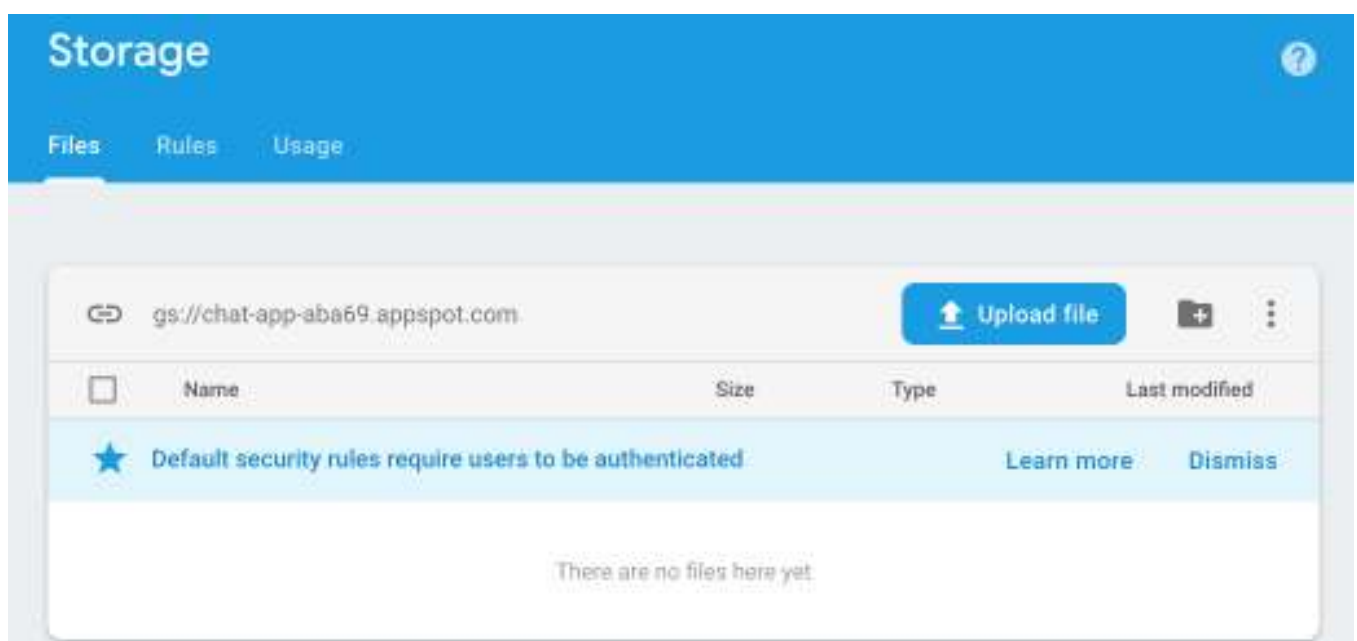 Storage
Files Rules Usage
gs://chat-app-aba69.appspot.com Upload file
Name Size Type Last modified
Default security rules require users to be authenticated Learn more Dismiss
There are no files here yet